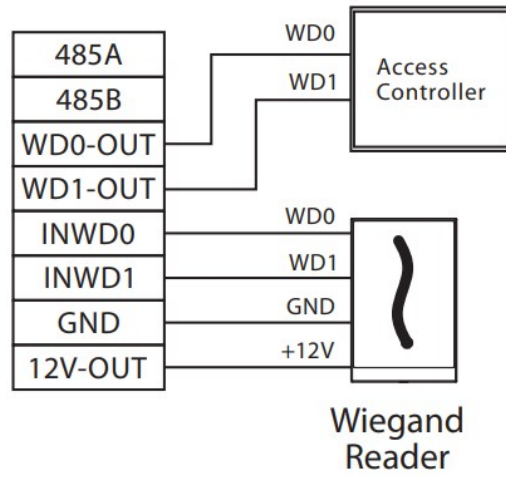 485A
485B
WD0-OUT
WD1-OUT
INWD0
INWD1
GND
12V-OUT
WD0
WD1
Access
Controller
WD0
WD1
GND
+12V
Wiegand
Reader